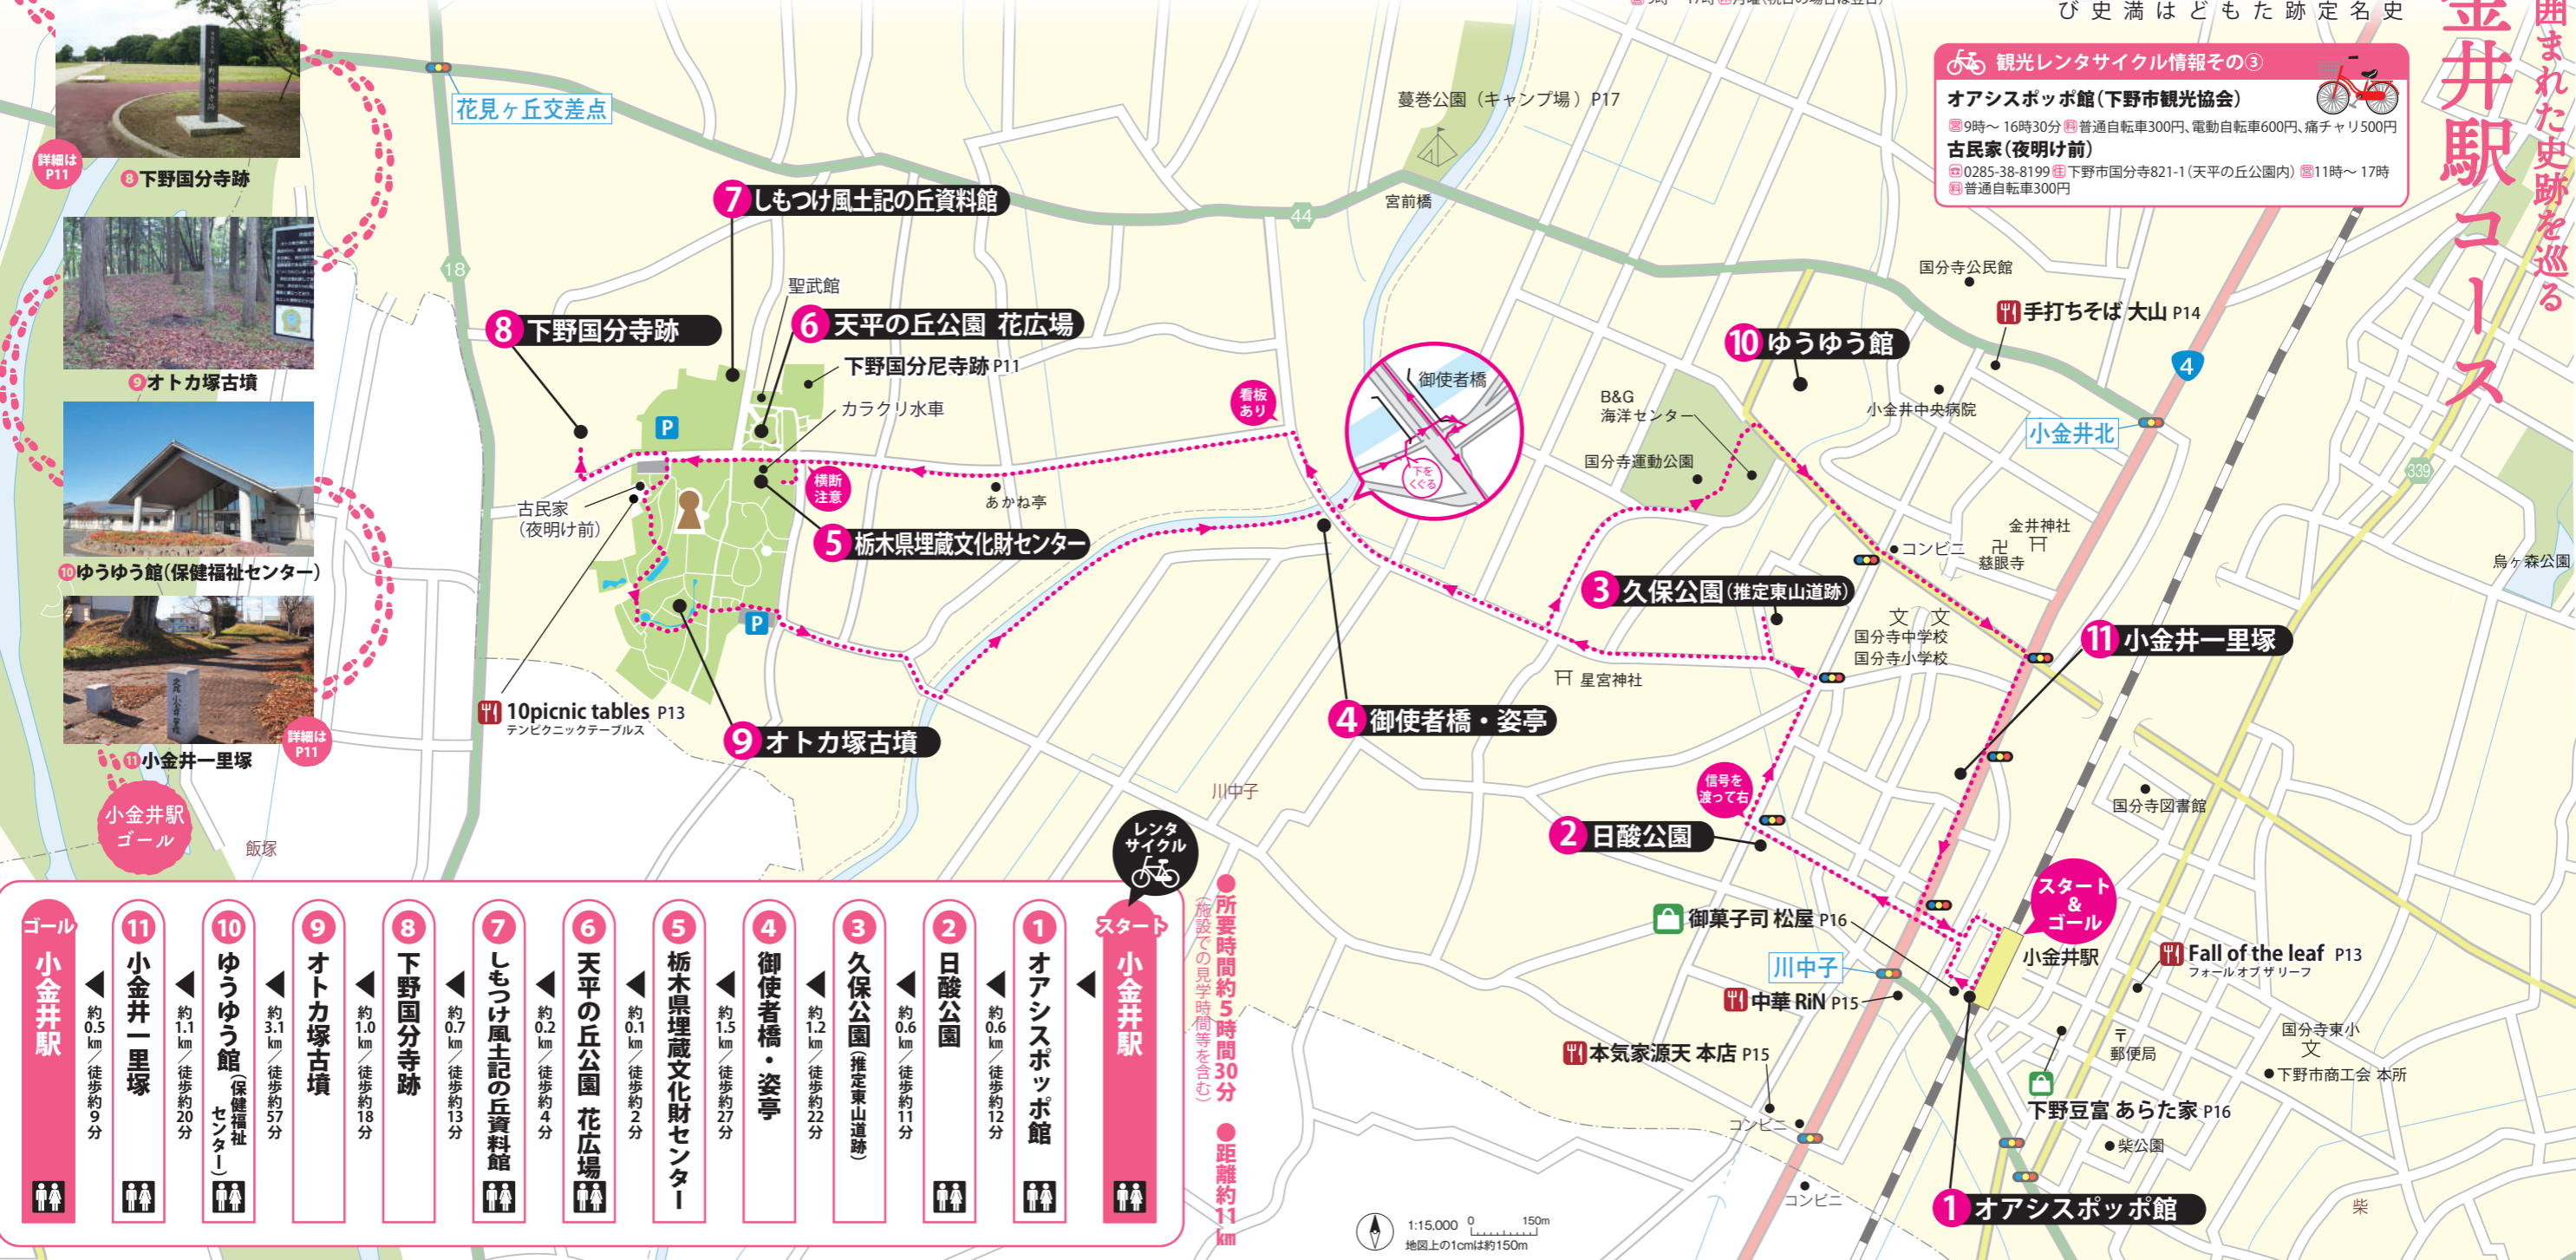 史名定跡たもどは満史び
囲まれた史跡を巡る
金井駅コース
観光レンタサイクル情報その③
オアシスポッポ館(下野市観光協会)
営9時〜16時30分 料普通自転車300円、電動自転車600円、痛チャリ500円
古民家(夜明け前)
☎0285-38-8199 住下野市国分寺821-1(天平の丘公園内) 営11時〜17時
料普通自転車300円
詳細は
P11
⑧下野国分寺跡
⑨オトカ塚古墳
⑩ゆうゆう館(保健福祉センター)
⑪小金井一里塚
詳細は
P11
小金井駅
ゴール
飯塚
花見ヶ丘交差点
18
44
蔓巻公園(キャンプ場)P17
宮前橋
7 しもつけ風土記の丘資料館
聖武館
8 下野国分寺跡
6 天平の丘公園 花広場
下野国分尼寺跡 P11
カラクリ水車
P
横断
注意
看板
あり
あかね亭
古民家
(夜明け前)
5 栃木県埋蔵文化財センター
P
10picnic tables P13
テンピクニックテーブルス
9 オトカ塚古墳
御使者橋
下を
くぐる
4 御使者橋・姿亭
川中子
国分寺公民館
手打ちそば 大山 P14
10 ゆうゆう館
4
B&G
海洋センター
小金井中央病院
小金井北
国分寺運動公園
339
コンビニ
金井神社
卍
慈眼寺
烏ヶ森公園
3 久保公園(推定東山道跡)
文 文
国分寺中学校
国分寺小学校
11 小金井一里塚
星宮神社
信号を
渡って右
2 日酸公園
国分寺図書館
スタート
&
ゴール
小金井駅
御菓子司 松屋 P16
川中子
中華 RiN P15
Fall of the leaf P13
フォール オブ ザ リーフ
本気家源天 本店 P15
〒
郵便局
国分寺東小
文
下野市商工会 本所
コンビニ
下野豆富 あらた家 P16
柴公園
コンビニ
1 オアシスポッポ館
柴
1:15,000 0 150m
地図上の1cmは約150m
レンタ
サイクル
●所要時間約5時間30分 ●距離約11km
(施設での見学時間等を含む)
スタート 小金井駅
1 オアシスポッポ館
約0.6km/徒歩約12分
2 日酸公園
約0.6km/徒歩約11分
3 久保公園(推定東山道跡)
約1.2km/徒歩約22分
4 御使者橋・姿亭
約1.5km/徒歩約27分
5 栃木県埋蔵文化財センター
約0.1km/徒歩約2分
6 天平の丘公園 花広場
約0.2km/徒歩約4分
7 しもつけ風土記の丘資料館
約0.7km/徒歩約13分
8 下野国分寺跡
約1.0km/徒歩約18分
9 オトカ塚古墳
約3.1km/徒歩約57分
10 ゆうゆう館(保健福祉センター)
約1.1km/徒歩約20分
11 小金井一里塚
約0.5km/徒歩約9分
ゴール 小金井駅